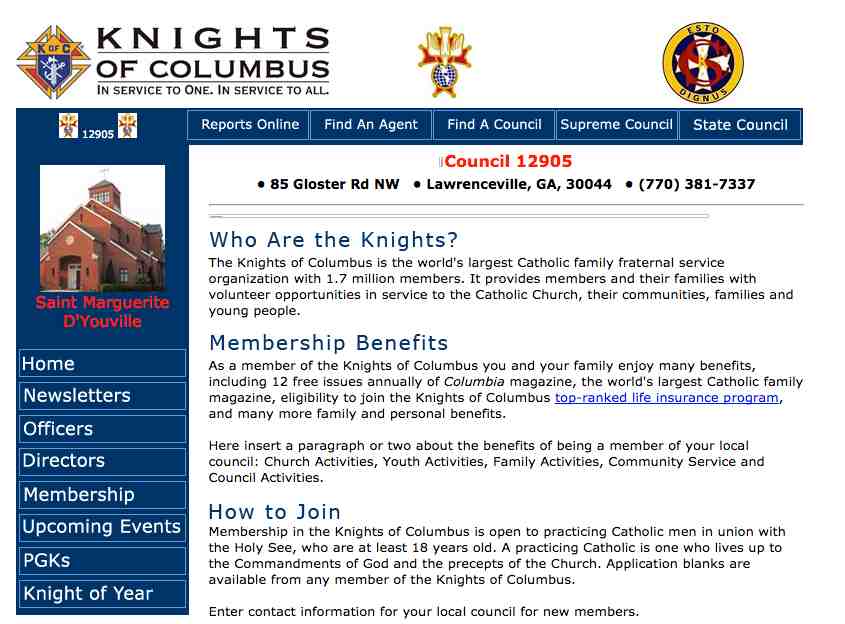 K OF C
KNIGHTS
OF COLUMBUS
IN SERVICE TO ONE. IN SERVICE TO ALL.
ESTO
DIGNUS
12905
Reports Online
Find An Agent
Find A Council
Supreme Council
State Council
Council 12905
• 85 Gloster Rd NW • Lawrenceville, GA, 30044 • (770) 381-7337
Saint Marguerite
D'Youville
Home
Newsletters
Officers
Directors
Membership
Upcoming Events
PGKs
Knight of Year
Who Are the Knights?
The Knights of Columbus is the world's largest Catholic family fraternal service
organization with 1.7 million members. It provides members and their families with
volunteer opportunities in service to the Catholic Church, their communities, families and
young people.
Membership Benefits
As a member of the Knights of Columbus you and your family enjoy many benefits,
including 12 free issues annually of Columbia magazine, the world's largest Catholic family
magazine, eligibility to join the Knights of Columbus top-ranked life insurance program,
and many more family and personal benefits.
Here insert a paragraph or two about the benefits of being a member of your local
council: Church Activities, Youth Activities, Family Activities, Community Service and
Council Activities.
How to Join
Membership in the Knights of Columbus is open to practicing Catholic men in union with
the Holy See, who are at least 18 years old. A practicing Catholic is one who lives up to
the Commandments of God and the precepts of the Church. Application blanks are
available from any member of the Knights of Columbus.
Enter contact information for your local council for new members.